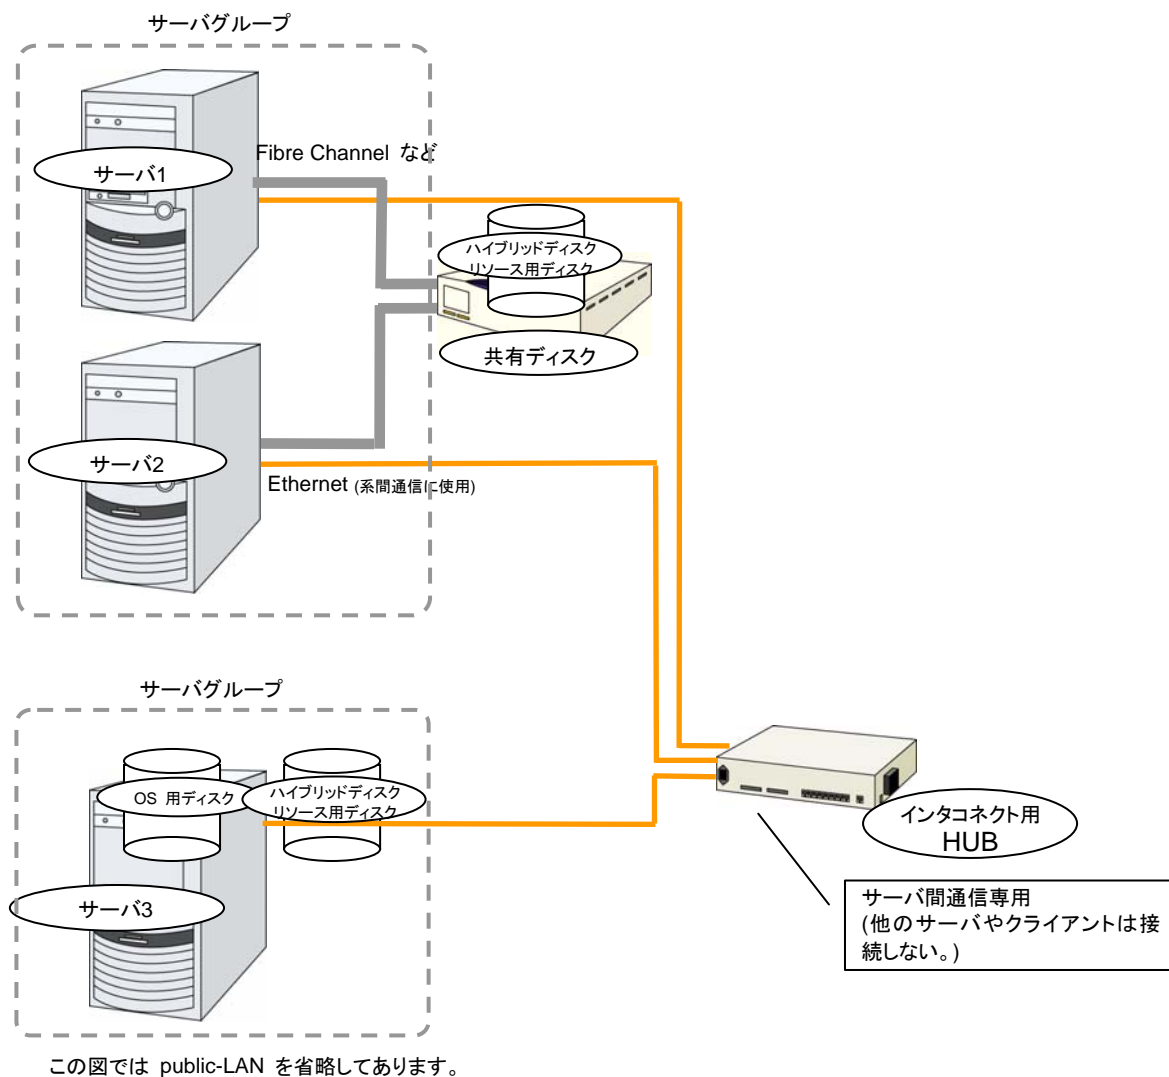 サーバグループ
サーバ1
Fibre Channel など
ハイブリッドディスク
リソース用ディスク
共有ディスク
サーバ2
Ethernet (系間通信に使用)
サーバグループ
OS 用ディスク
ハイブリッドディスク
リソース用ディスク
サーバ3
インタコネクト用
HUB
サーバ間通信専用
(他のサーバやクライアントは接
続しない。)
この図では public-LAN を省略してあります。